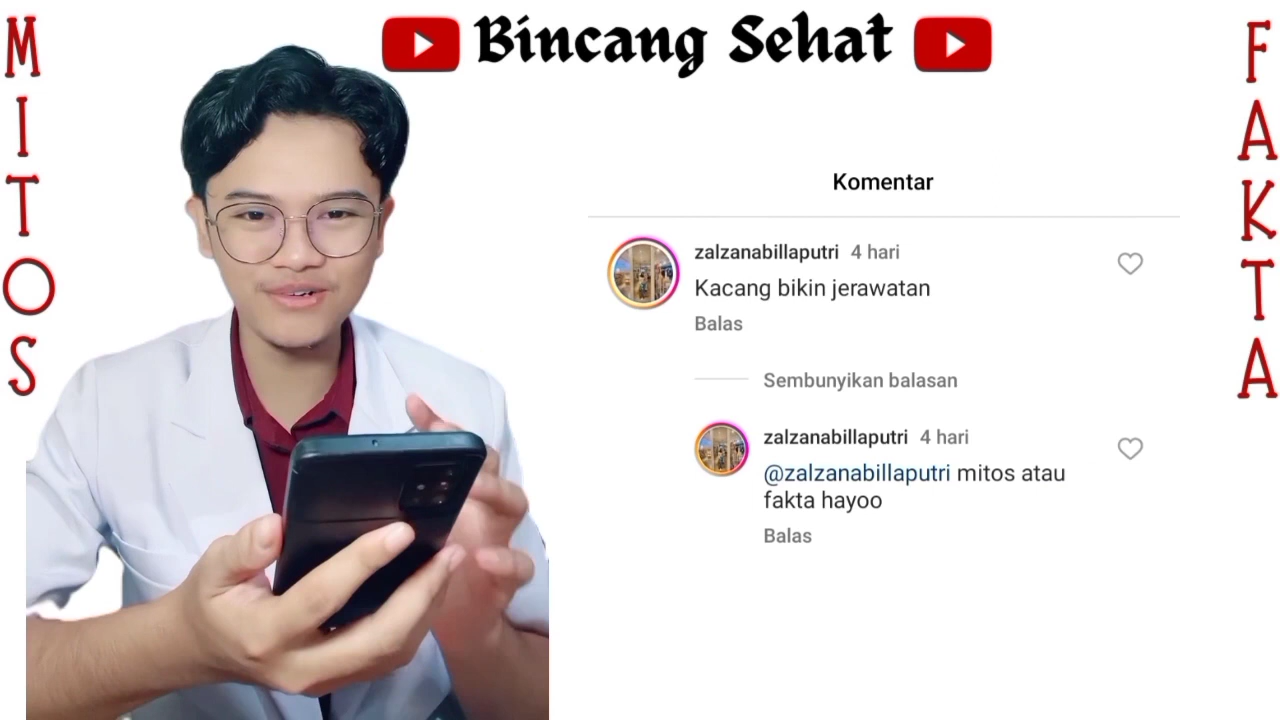 MITOS
Bincang Sehat
FAKTA
Komentar
zalzanabillaputri 4 hari
Kacang bikin jerawatan
Balas
Sembunyikan balasan
zalzanabillaputri 4 hari
@zalzanabillaputri mitos atau
fakta hayoo
Balas